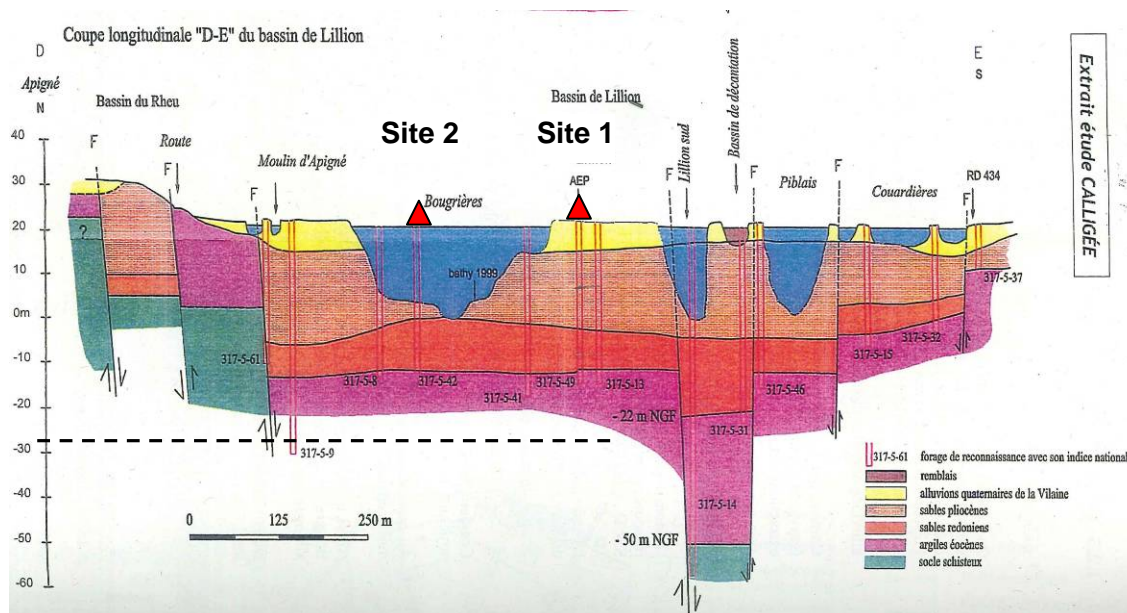 Coupe longitudinale "D-E" du bassin de Lillion
D
Apigné
N
E
S
Extrait étude CALLIGÉE
Bassin du Rheu
Bassin de Lillion
Route
Moulin d'Apigné
Site 2
Site 1
Bougrières
AEP
Lillion sud
Bassin de décantation
Piblais
Couardières
RD 434
F
F
F
F
F
F
F
40
30
20
10
0m
-10
-20
-30
-40
-50
-60
?
bathy 1999
317-5-61
317-5-8
317-5-42
317-5-41
317-5-49
317-5-13
317-5-31
317-5-46
317-5-15
317-5-32
317-5-37
317-5-9
317-5-14
- 22 m NGF
- 50 m NGF
0 125 250 m
317-5-61 forage de reconnaissance avec son indice national
remblais
alluvions quaternaires de la Vilaine
sables pliocènes
sables redoniens
argiles éocènes
socle schisteux